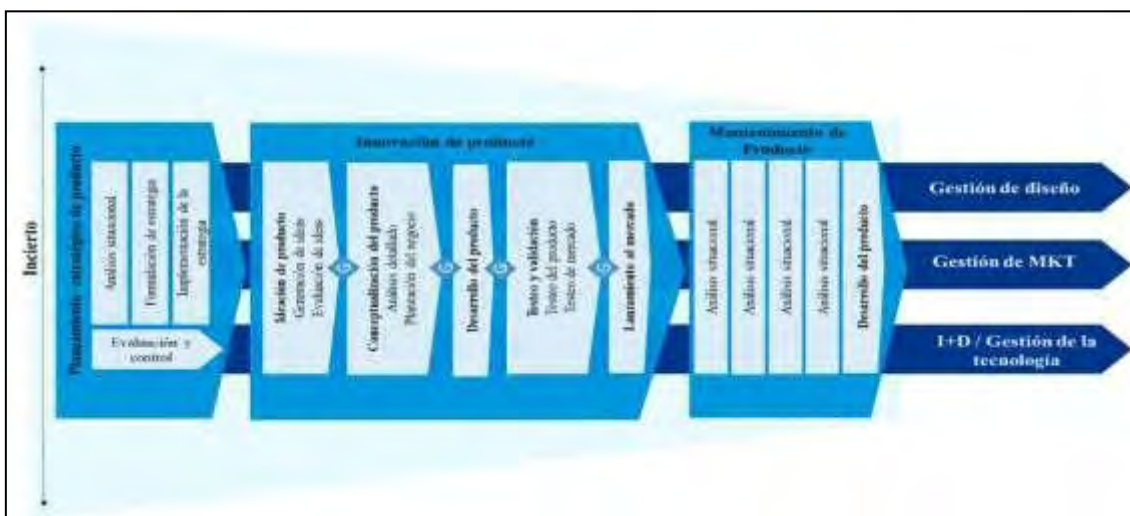 Incierto
Planeamiento estratégico de producto
Análisis situacional
Formulación de estrategia
Implementación de la
estrategia
Evaluación y
control
Innovación de producto
Ideación de producto
Generación de ideas
Evaluación de ideas
G
Conceptualización del producto
Análisis detallado
Planeación del negocio
G
Desarrollo del producto
G
Testeo y validación
Testeo del producto
Testeo de mercado
G
Lanzamiento al mercado
Mantenimiento de
Producto
Análisis situacional
Análisis situacional
Análisis situacional
Análisis situacional
Desarrollo del producto
Gestión de diseño
Gestión de MKT
I+D / Gestión de la
tecnología